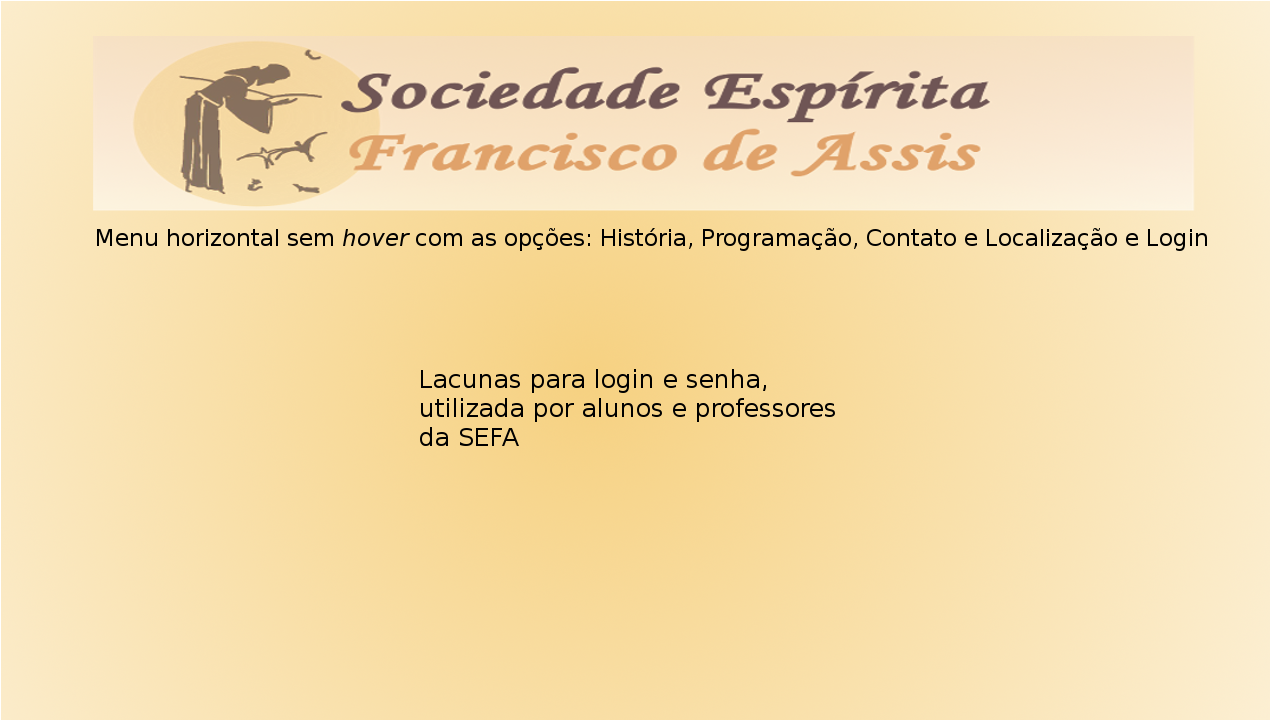 Sociedade Espírita
Francisco de Assis
Menu horizontal sem hover com as opções: História, Programação, Contato e Localização e Login
Lacunas para login e senha,
utilizada por alunos e professores
da SEFA